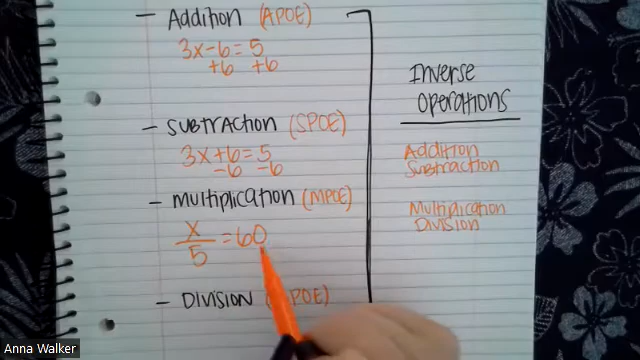 - Addition (APOE)
3x-6=5
+6 +6
- Subtraction (SPOE)
3x+6=5
-6 -6
- Multiplication (MPOE)
x/5 = 60
- Division
POE)
Inverse
Operations
Addition
Subtraction
Multiplication
Division
Anna Walker